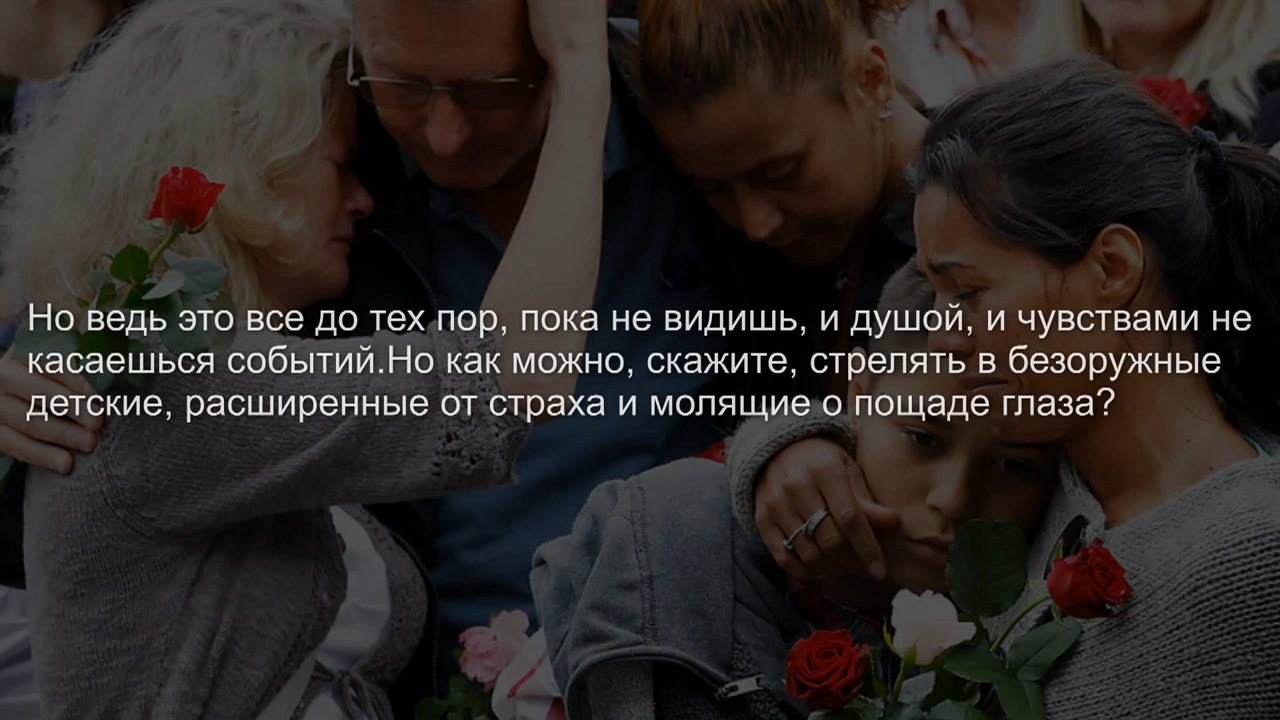 Но ведь это все до тех пор, пока не видишь, и душой, и чувствами не
касаешься событий.Но как можно, скажите, стрелять в безоружные
детские, расширенные от страха и молящие о пощаде глаза?